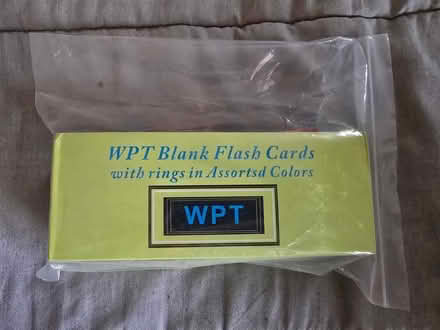 WPT Blank Flash Cards
with rings in Assortsd Colors
WPT